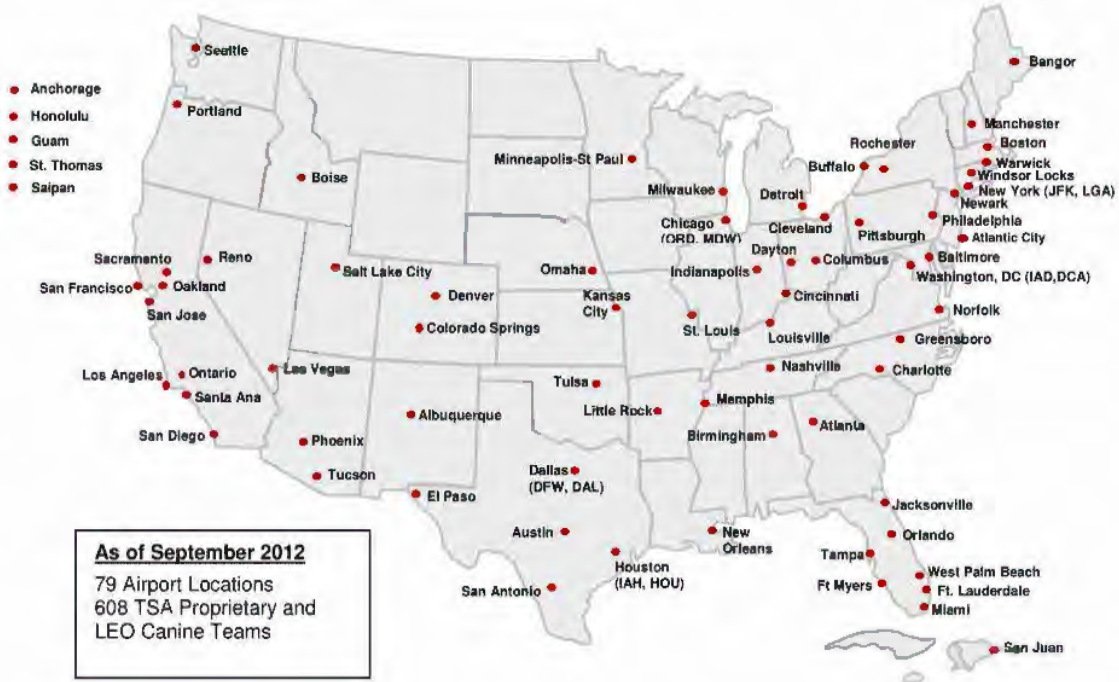 Seattle
Bangor
Anchorage
Honolulu
Guam
St. Thomas
Saipan
Portland
Manchester
Boston
Rochester
Warwick
Buffalo
Windsor Locks
New York (JFK, LGA)
Newark
Minneapolis-St Paul
Boise
Milwaukee
Detroit
Philadelphia
Chicago
(ORD, MDW)
Cleveland
Pittsburgh
Atlantic City
Dayton
Columbus
Baltimore
Washington, DC (IAD,DCA)
Sacramento
Reno
Salt Lake City
Omaha
Indianapolis
San Francisco
Oakland
San Jose
Denver
Kansas
City
Cincinnati
Norfolk
Colorado Springs
St. Louis
Louisville
Greensboro
Los Angeles
Ontario
Las Vegas
Santa Ana
Tulsa
Nashville
Charlotte
Memphis
Albuquerque
Little Rock
Atlanta
San Diego
Phoenix
Birmingham
Tucson
Dallas
(DFW, DAL)
El Paso
Jacksonville
Austin
New
Orleans
Orlando
Tampa
Houston
(IAH, HOU)
San Antonio
Ft Myers
West Palm Beach
Ft. Lauderdale
Miami
San Juan
As of September 2012
79 Airport Locations
608 TSA Proprietary and
LEO Canine Teams